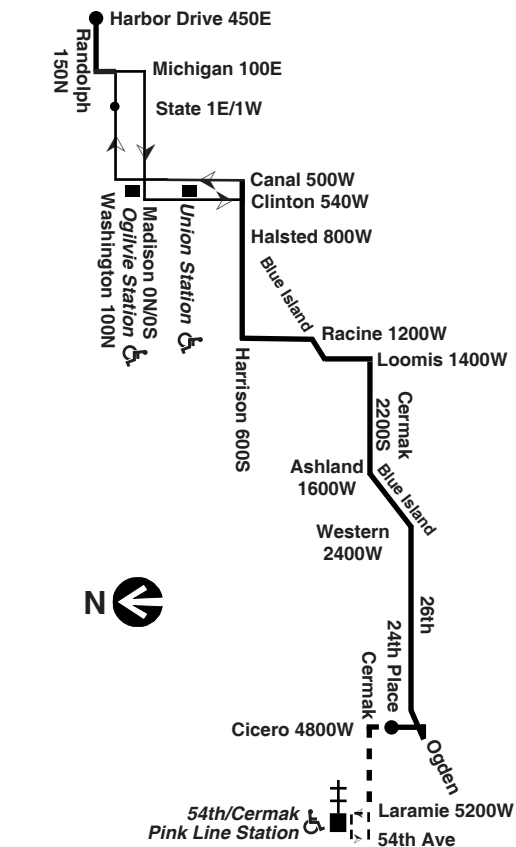 Harbor Drive 450E
Randolph
150N
Michigan 100E
State 1E/1W
Canal 500W
Clinton 540W
Washington 100N
Ogilvie Station
Madison 0N/0S
Union Station
Halsted 800W
Blue Island
Harrison 600S
Racine 1200W
Loomis 1400W
Cermak
2200S
Ashland
1600W
Blue Island
Western
2400W
N
26th
24th Place
Cermak
Cicero 4800W
Ogden
54th/Cermak
Pink Line Station
Laramie 5200W
54th Ave